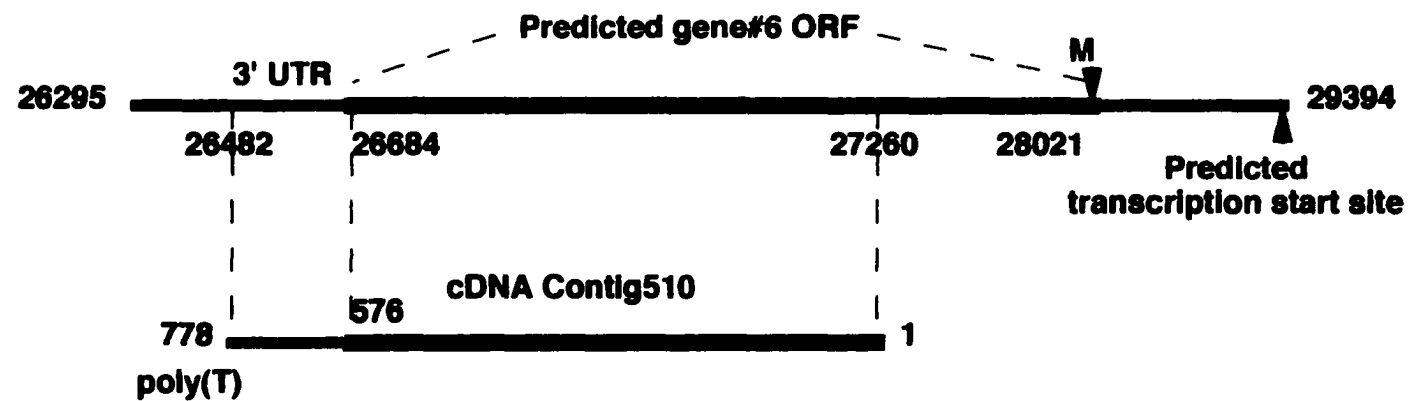 Predicted gene#6 ORF
M
3' UTR
26295
29394
26482
26684
27260
28021
Predicted
transcription start site
cDNA Contig510
576
778
1
poly(T)